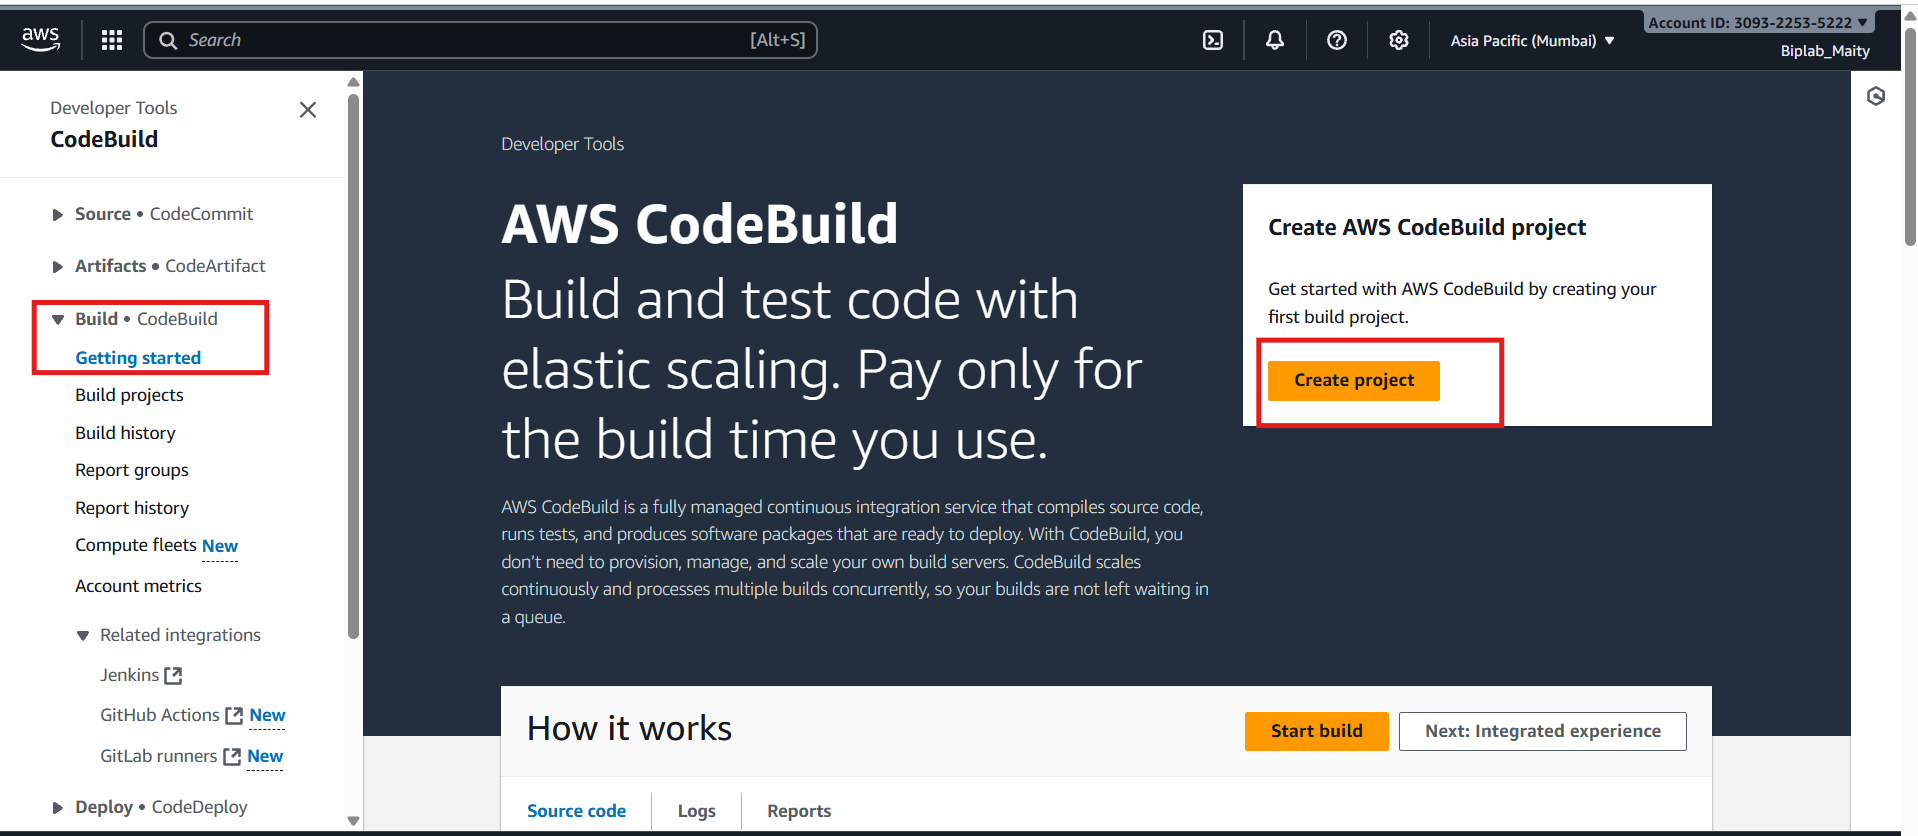 aws
Search [Alt+S]
Asia Pacific (Mumbai) ▼
Account ID: 3093-2253-5222 ▼
Biplab_Maity
Developer Tools
CodeBuild
Source • CodeCommit
Artifacts • CodeArtifact
Build • CodeBuild
Getting started
Build projects
Build history
Report groups
Report history
Compute fleets New
Account metrics
Related integrations
Jenkins
GitHub Actions New
GitLab runners New
Deploy • CodeDeploy
Developer Tools
AWS CodeBuild
Build and test code with
elastic scaling. Pay only for
the build time you use.
AWS CodeBuild is a fully managed continuous integration service that compiles source code,
runs tests, and produces software packages that are ready to deploy. With CodeBuild, you
don't need to provision, manage, and scale your own build servers. CodeBuild scales
continuously and processes multiple builds concurrently, so your builds are not left waiting in
a queue.
Create AWS CodeBuild project
Get started with AWS CodeBuild by creating your
first build project.
Create project
How it works
Start build
Next: Integrated experience
Source code
Logs
Reports